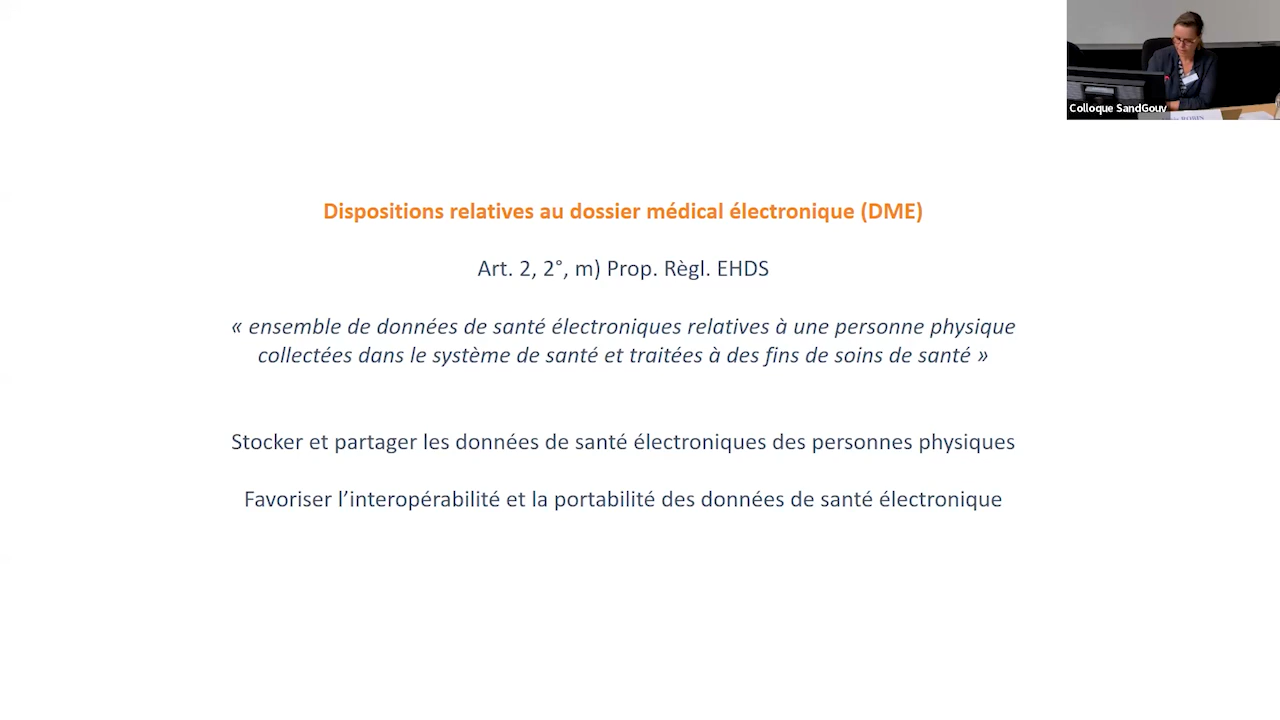 Colloque SandGouv
Dispositions relatives au dossier médical électronique (DME)
Art. 2, 2°, m) Prop. Règl. EHDS
« ensemble de données de santé électroniques relatives à une personne physique
collectées dans le système de santé et traitées à des fins de soins de santé »
Stocker et partager les données de santé électroniques des personnes physiques
Favoriser l’interopérabilité et la portabilité des données de santé électronique